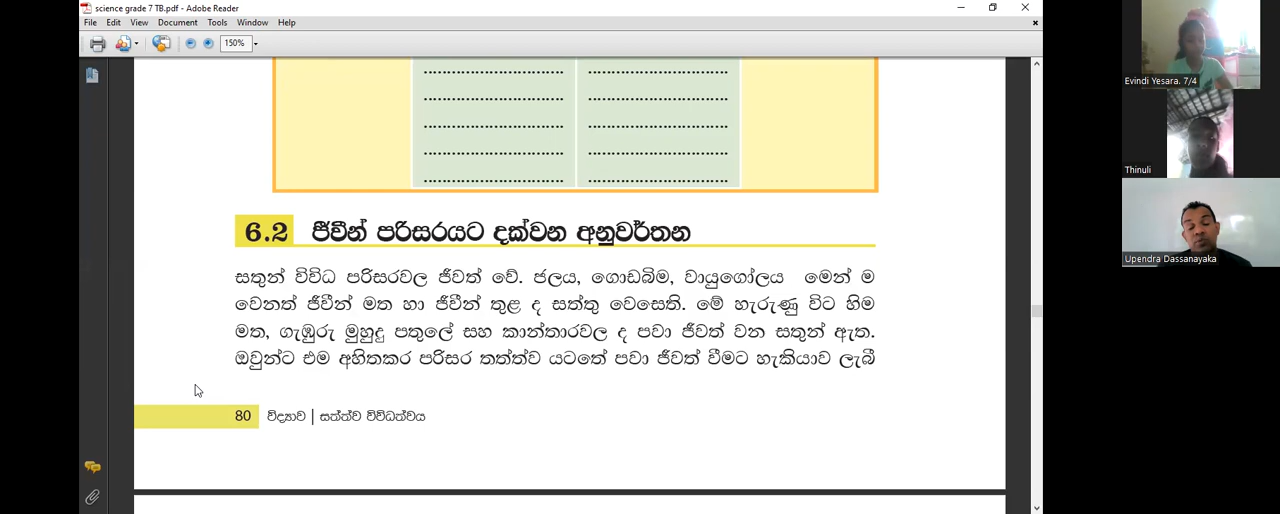 science grade 7 TB.pdf - Adobe Reader
File Edit View Document Tools Window Help
150%
Evindi Yesara. 7/4
Thinuli
Upendra Dassanayaka
6.2 ජීවීන් පරිසරයට දක්වන අනුවර්තන
සතුන් විවිධ පරිසරවල ජීවත් වේ. ජලය, ගොඩබිම, වායුගෝලය මෙන් ම
වෙනත් ජීවීන් මත හා ජීවීන් තුළ ද සත්තු වෙසෙති. මේ හැරුණු විට හිම
මත, ගැඹුරු මුහුදු පතුලේ සහ කාන්තාරවල ද පවා ජීවත් වන සතුන් ඇත.
ඔවුන්ට එම අහිතකර පරිසර තත්ත්ව යටතේ පවා ජීවත් වීමට හැකියාව ලැබී
80 විද්‍යාව | සත්ත්ව විවිධත්වය